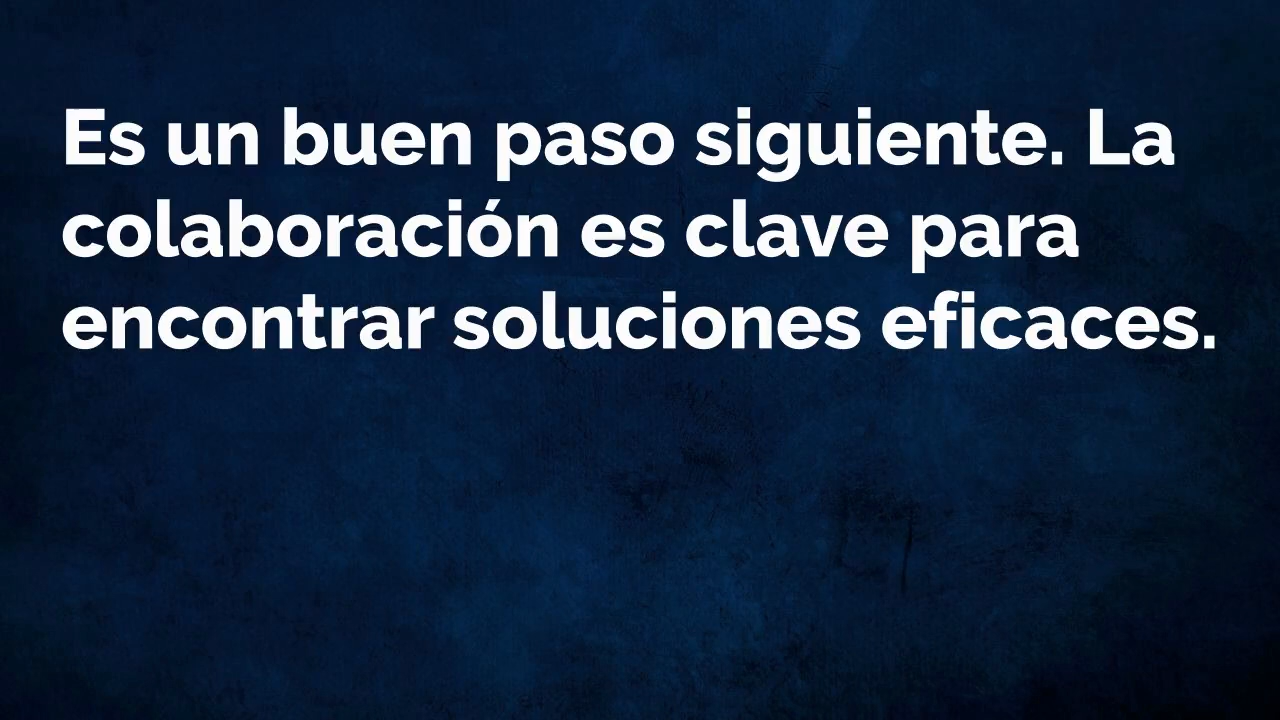 Es un buen paso siguiente. La
colaboración es clave para
encontrar soluciones eficaces.